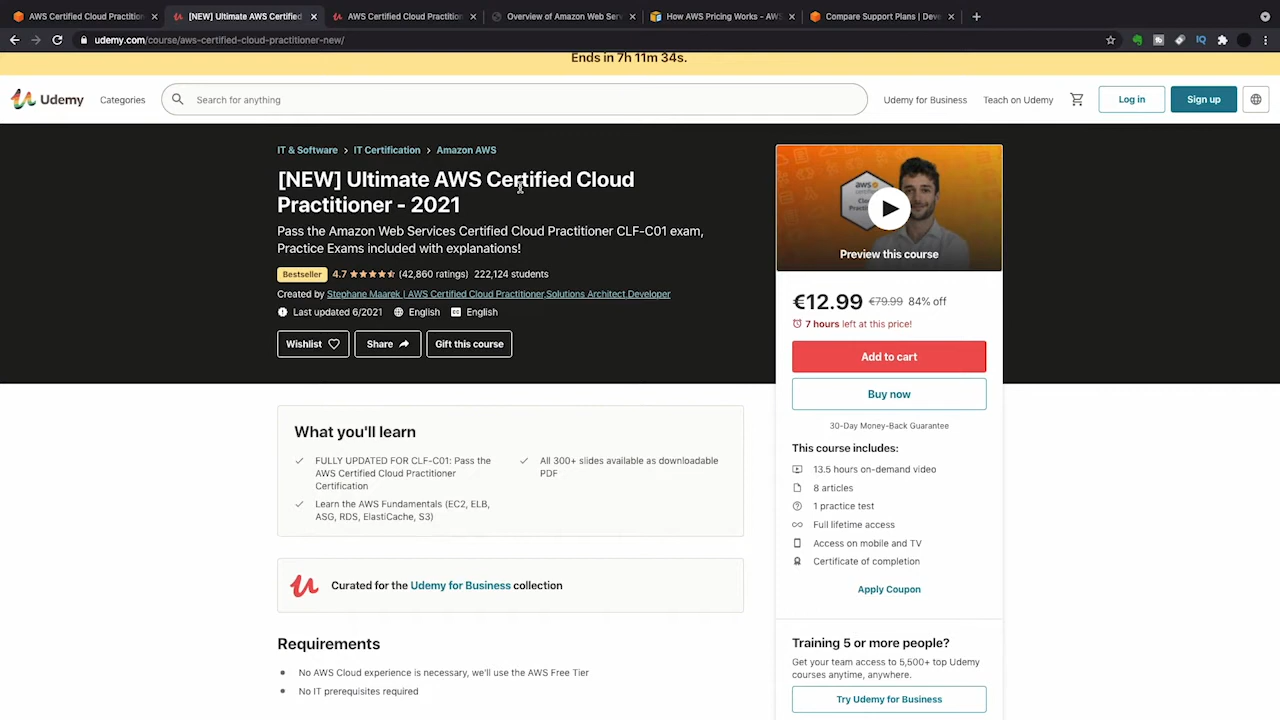 AWS Certified Cloud Practition
[NEW] Ultimate AWS Certified
AWS Certified Cloud Practition
Overview of Amazon Web Serv
How AWS Pricing Works - AWS
Compare Support Plans | Deve
udemy.com/course/aws-certified-cloud-practitioner-new/
Ends in 7h 11m 34s.
Udemy
Categories
Search for anything
Udemy for Business
Teach on Udemy
Log in
Sign up
IT & Software > IT Certification > Amazon AWS
[NEW] Ultimate AWS Certified Cloud
Practitioner - 2021
Pass the Amazon Web Services Certified Cloud Practitioner CLF-C01 exam,
Practice Exams included with explanations!
Bestseller 4.7 (42,860 ratings) 222,124 students
Created by Stephane Maarek | AWS Certified Cloud Practitioner,Solutions Architect,Developer
Last updated 6/2021 English CC English
Wishlist
Share
Gift this course
aws
Preview this course
€12.99 €79.99 84% off
7 hours left at this price!
Add to cart
Buy now
30-Day Money-Back Guarantee
This course includes:
13.5 hours on-demand video
8 articles
1 practice test
Full lifetime access
Access on mobile and TV
Certificate of completion
Apply Coupon
Training 5 or more people?
Get your team access to 5,500+ top Udemy
courses anytime, anywhere.
Try Udemy for Business
What you'll learn
FULLY UPDATED FOR CLF-C01: Pass the
AWS Certified Cloud Practitioner
Certification
All 300+ slides available as downloadable
PDF
Learn the AWS Fundamentals (EC2, ELB,
ASG, RDS, ElastiCache, S3)
Curated for the Udemy for Business collection
Requirements
No AWS Cloud experience is necessary, we'll use the AWS Free Tier
No IT prerequisites required